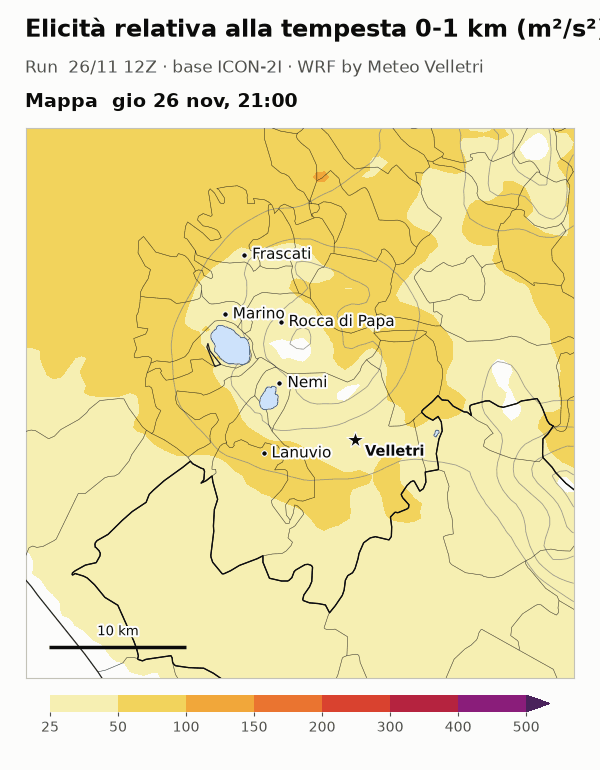 Elicità relativa alla tempesta 0-1 km (m²/s²)
Run  26/11 12Z · base ICON-2I · WRF by Meteo Velletri
Mappa  gio 26 nov, 21:00
Frascati
Marino
Rocca di Papa
Nemi
Velletri
Lanuvio
10 km
25 50 100 150 200 300 400 500